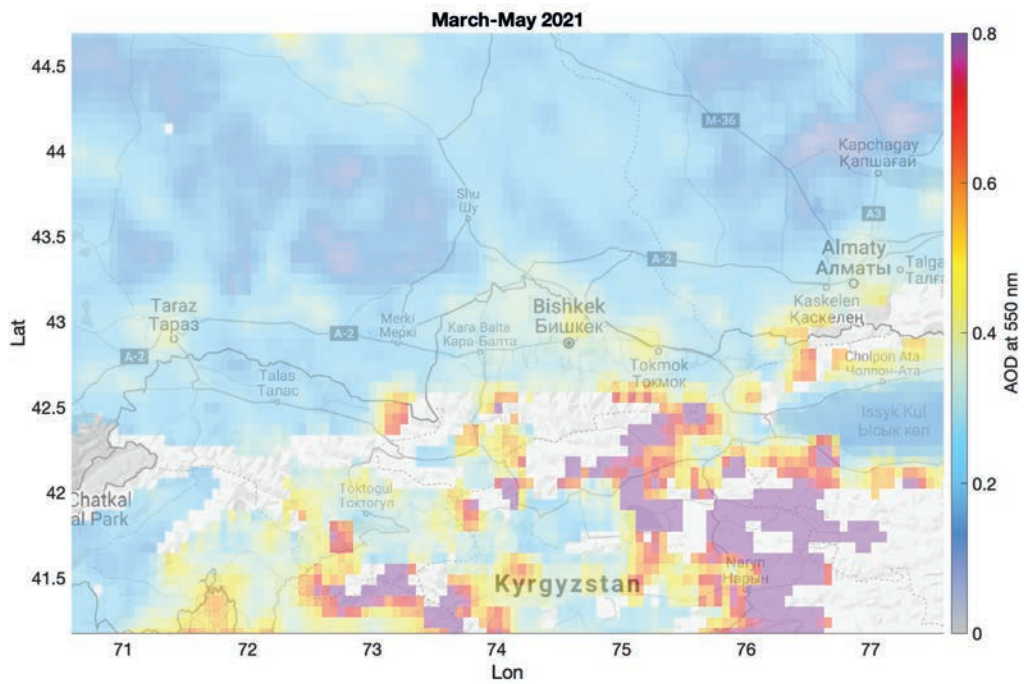 March-May 2021
44.5
44
43.5
43
42.5
42
41.5
Lat
71
72
73
74
75
76
77
Lon
0.8
0.6
0.4
0.2
0
AOD at 550 nm
M-36
Kapchagay
Қапшағай
Shu
Шу
A3
A-2
Almaty
Алматы
Talga
Талға
Kaskelen
Қаскелең
Taraz
Тараз
Merki
Меркі
A-2
Kara Balta
Кара-Балта
Bishkek
Бишкек
A-2
Tokmok
Токмок
Cholpon Ata
Чолпон-Ата
Talas
Талас
Issyk Kul
Ысык көл
Chatkal
al Park
Toktogul
Токтогул
Naryn
Нарын
Kyrgyzstan